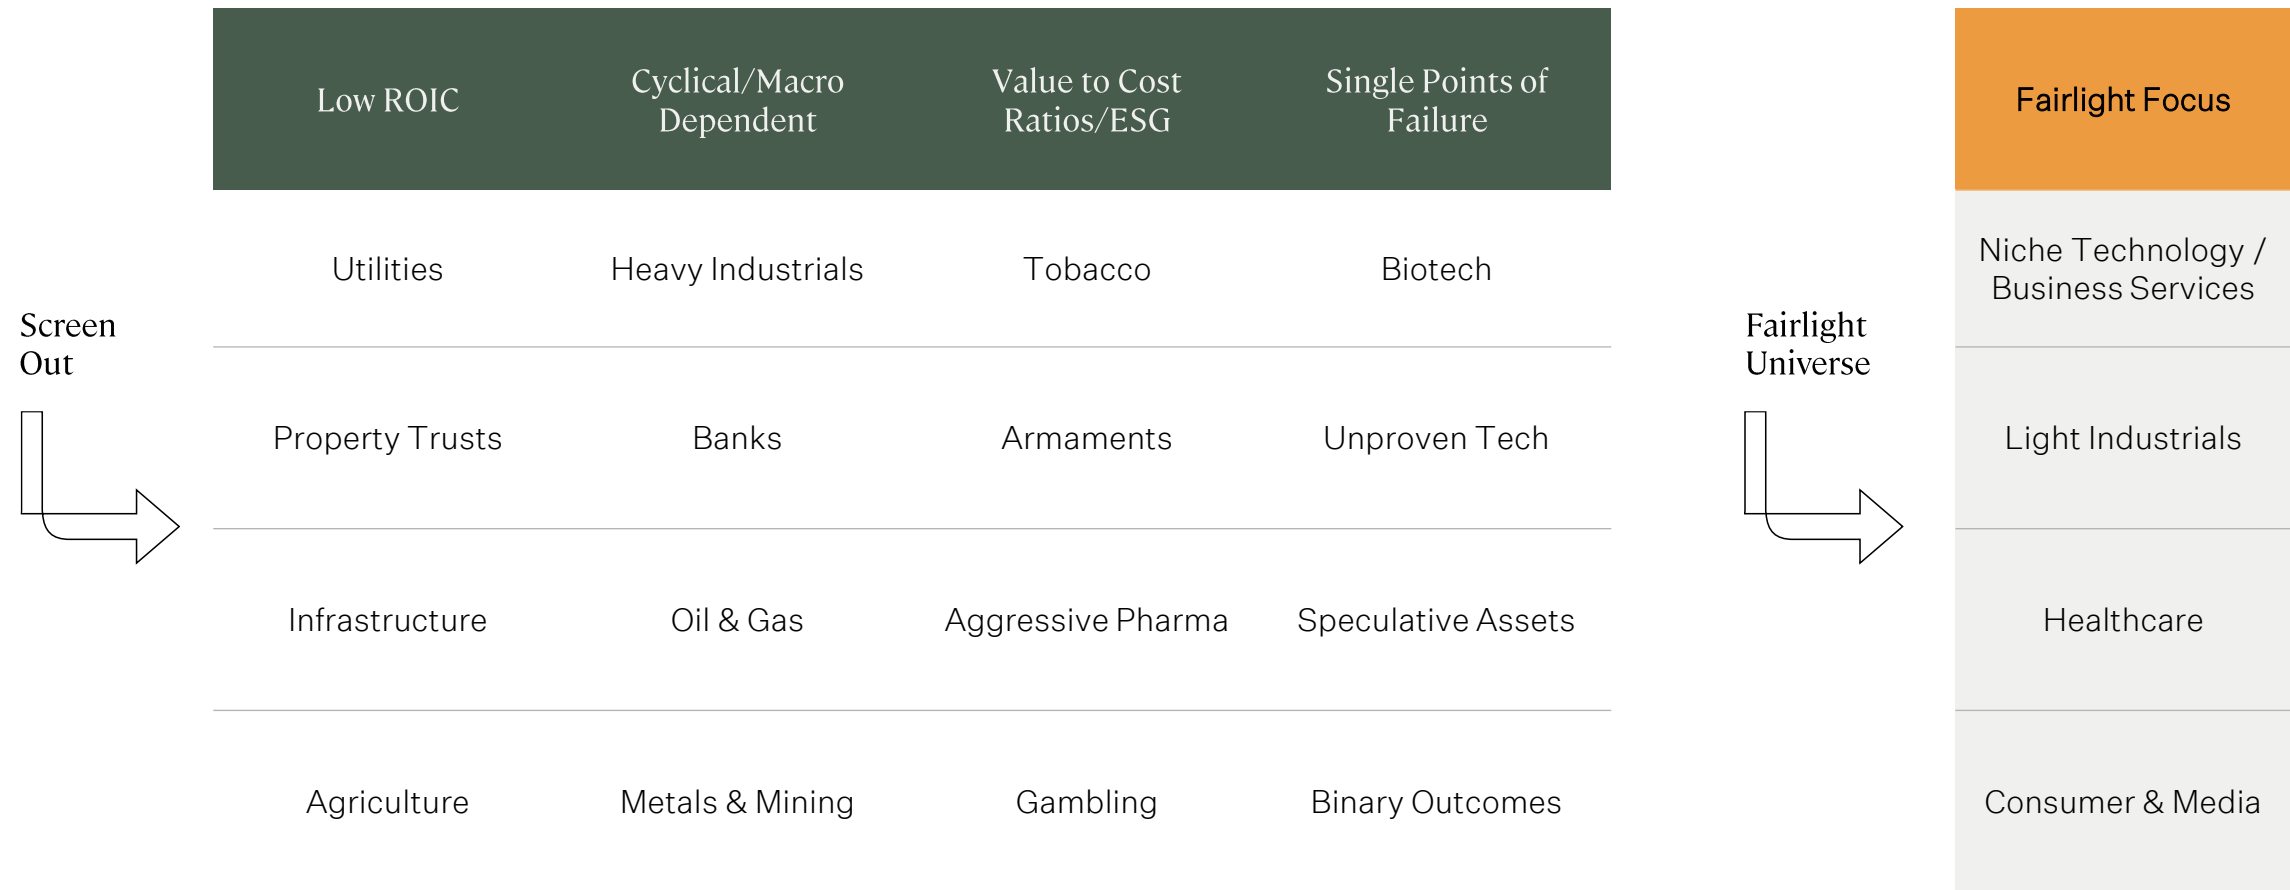 Low ROIC
Cyclical/Macro
Dependent
Value to Cost
Ratios/ESG
Single Points of
Failure
Fairlight Focus
Screen
Out
Utilities
Heavy Industrials
Tobacco
Biotech
Fairlight
Universe
Niche Technology /
Business Services
Property Trusts
Banks
Armaments
Unproven Tech
Light Industrials
Infrastructure
Oil & Gas
Aggressive Pharma
Speculative Assets
Healthcare
Agriculture
Metals & Mining
Gambling
Binary Outcomes
Consumer & Media